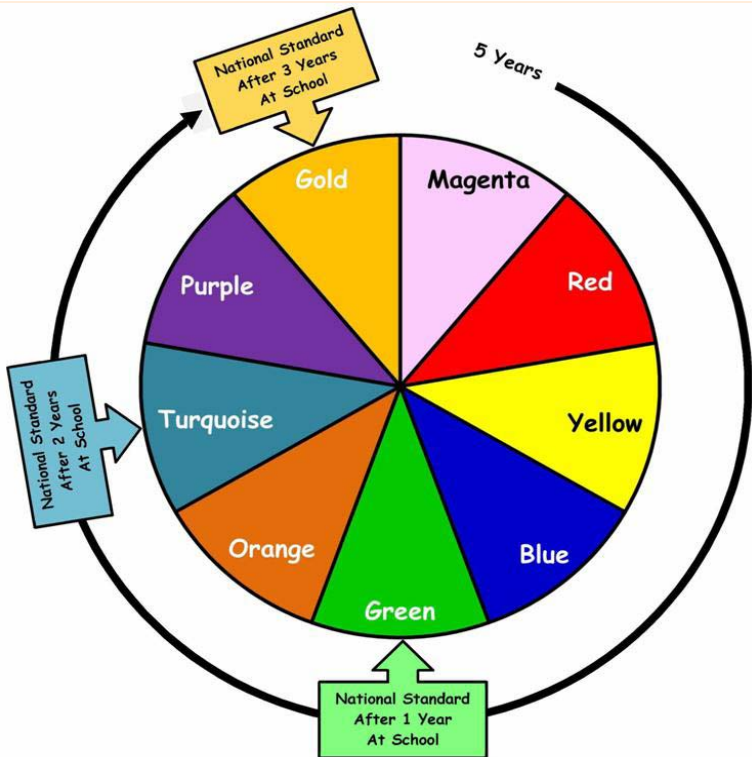 National Standard
After 3 Years
At School
5 Years
Gold
Magenta
Purple
Red
Turquoise
Yellow
National Standard
After 2 Years
At School
Orange
Blue
Green
National Standard
After 1 Year
At School